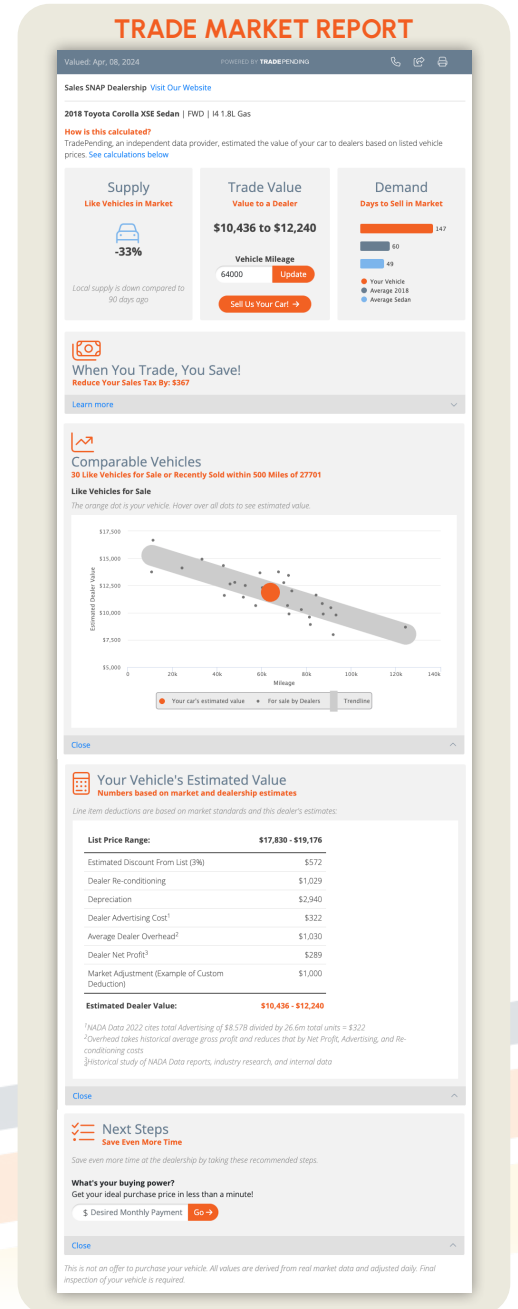 TRADE MARKET REPORT
Valued: Apr, 08, 2024
POWERED BY TRADEPENDING
Sales SNAP Dealership Visit Our Website
2018 Toyota Corolla XSE Sedan | FWD | I4 1.8L Gas
How is this calculated?
TradePending, an independent data provider, estimated the value of your car to dealers based on listed vehicle
prices. See calculations below
Supply
Like Vehicles in Market
-33%
Local supply is down compared to
90 days ago
Trade Value
Value to a Dealer
$10,436 to $12,240
Vehicle Mileage
64000 Update
Sell Us Your Car! →
Demand
Days to Sell in Market
147
60
49
Your Vehicle
Average 2018
Average Sedan
When You Trade, You Save!
Reduce Your Sales Tax By: $367
Learn more
Comparable Vehicles
30 Like Vehicles for Sale or Recently Sold within 500 Miles of 27701
Like Vehicles for Sale
The orange dot is your vehicle. Hover over all dots to see estimated value.
Estimated Dealer Value
$17,500
$15,000
$12,500
$10,000
$7,500
$5,000
0 20k 40k 60k 80k 100k 120k 140k
Mileage
Your car's estimated value For sale by Dealers Trendline
Close
Your Vehicle's Estimated Value
Numbers based on market and dealership estimates
Line item deductions are based on market standards and this dealer's estimates:
List Price Range: $17,830 - $19,176
Estimated Discount From List (3%) $572
Dealer Re-conditioning $1,029
Depreciation $2,940
Dealer Advertising Cost1 $322
Average Dealer Overhead2 $1,030
Dealer Net Profit3 $289
Market Adjustment (Example of Custom $1,000
Deduction)
Estimated Dealer Value: $10,436 - $12,240
1NADA Data 2022 cites total Advertising of $8.57B divided by 26.6m total units = $322
2Overhead takes historical average gross profit and reduces that by Net Profit, Advertising, and Re-
conditioning costs
3Historical study of NADA Data reports, industry research, and internal data
Close
Next Steps
Save Even More Time
Save even more time at the dealership by taking these recommended steps.
What's your buying power?
Get your ideal purchase price in less than a minute!
$ Desired Monthly Payment Go →
Close
This is not an offer to purchase your vehicle. All values are derived from real market data and adjusted daily. Final
inspection of your vehicle is required.